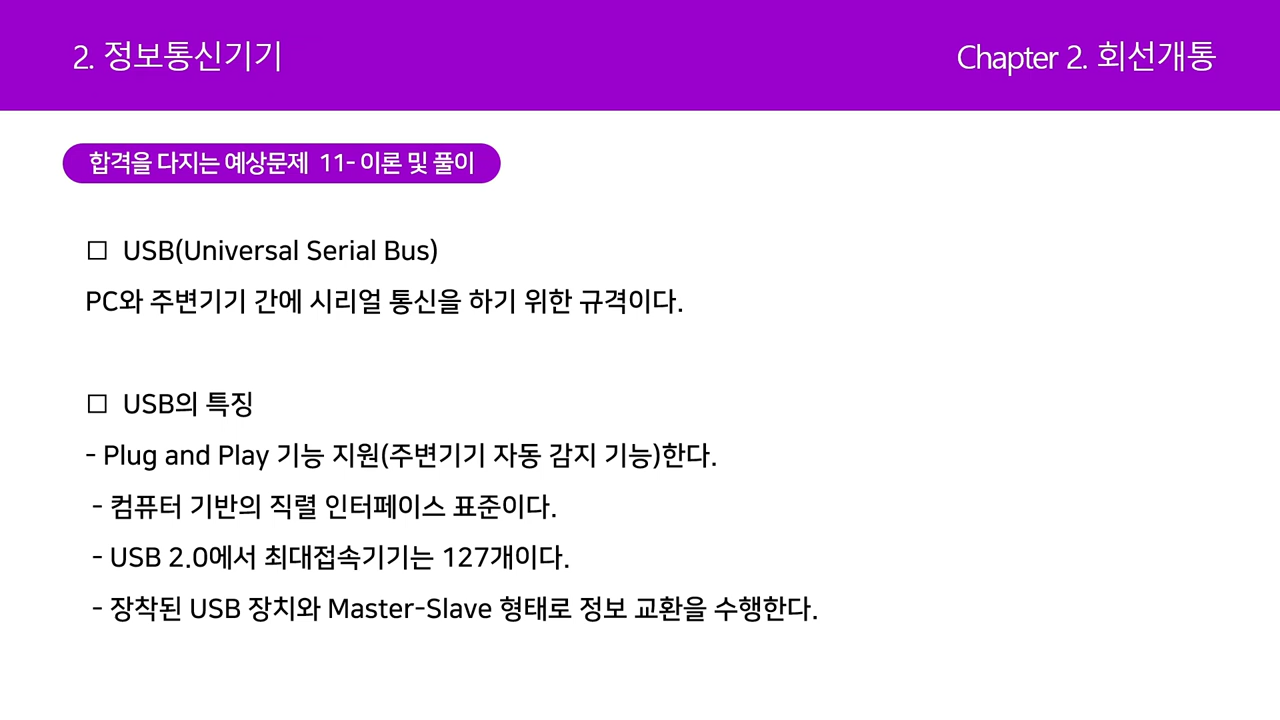 2. 정보통신기기
Chapter 2. 회선개통
합격을 다지는 예상문제 11- 이론 및 풀이
□ USB(Universal Serial Bus)
PC와 주변기기 간에 시리얼 통신을 하기 위한 규격이다.
□ USB의 특징
- Plug and Play 기능 지원(주변기기 자동 감지 기능)한다.
- 컴퓨터 기반의 직렬 인터페이스 표준이다.
- USB 2.0에서 최대접속기기는 127개이다.
- 장착된 USB 장치와 Master-Slave 형태로 정보 교환을 수행한다.